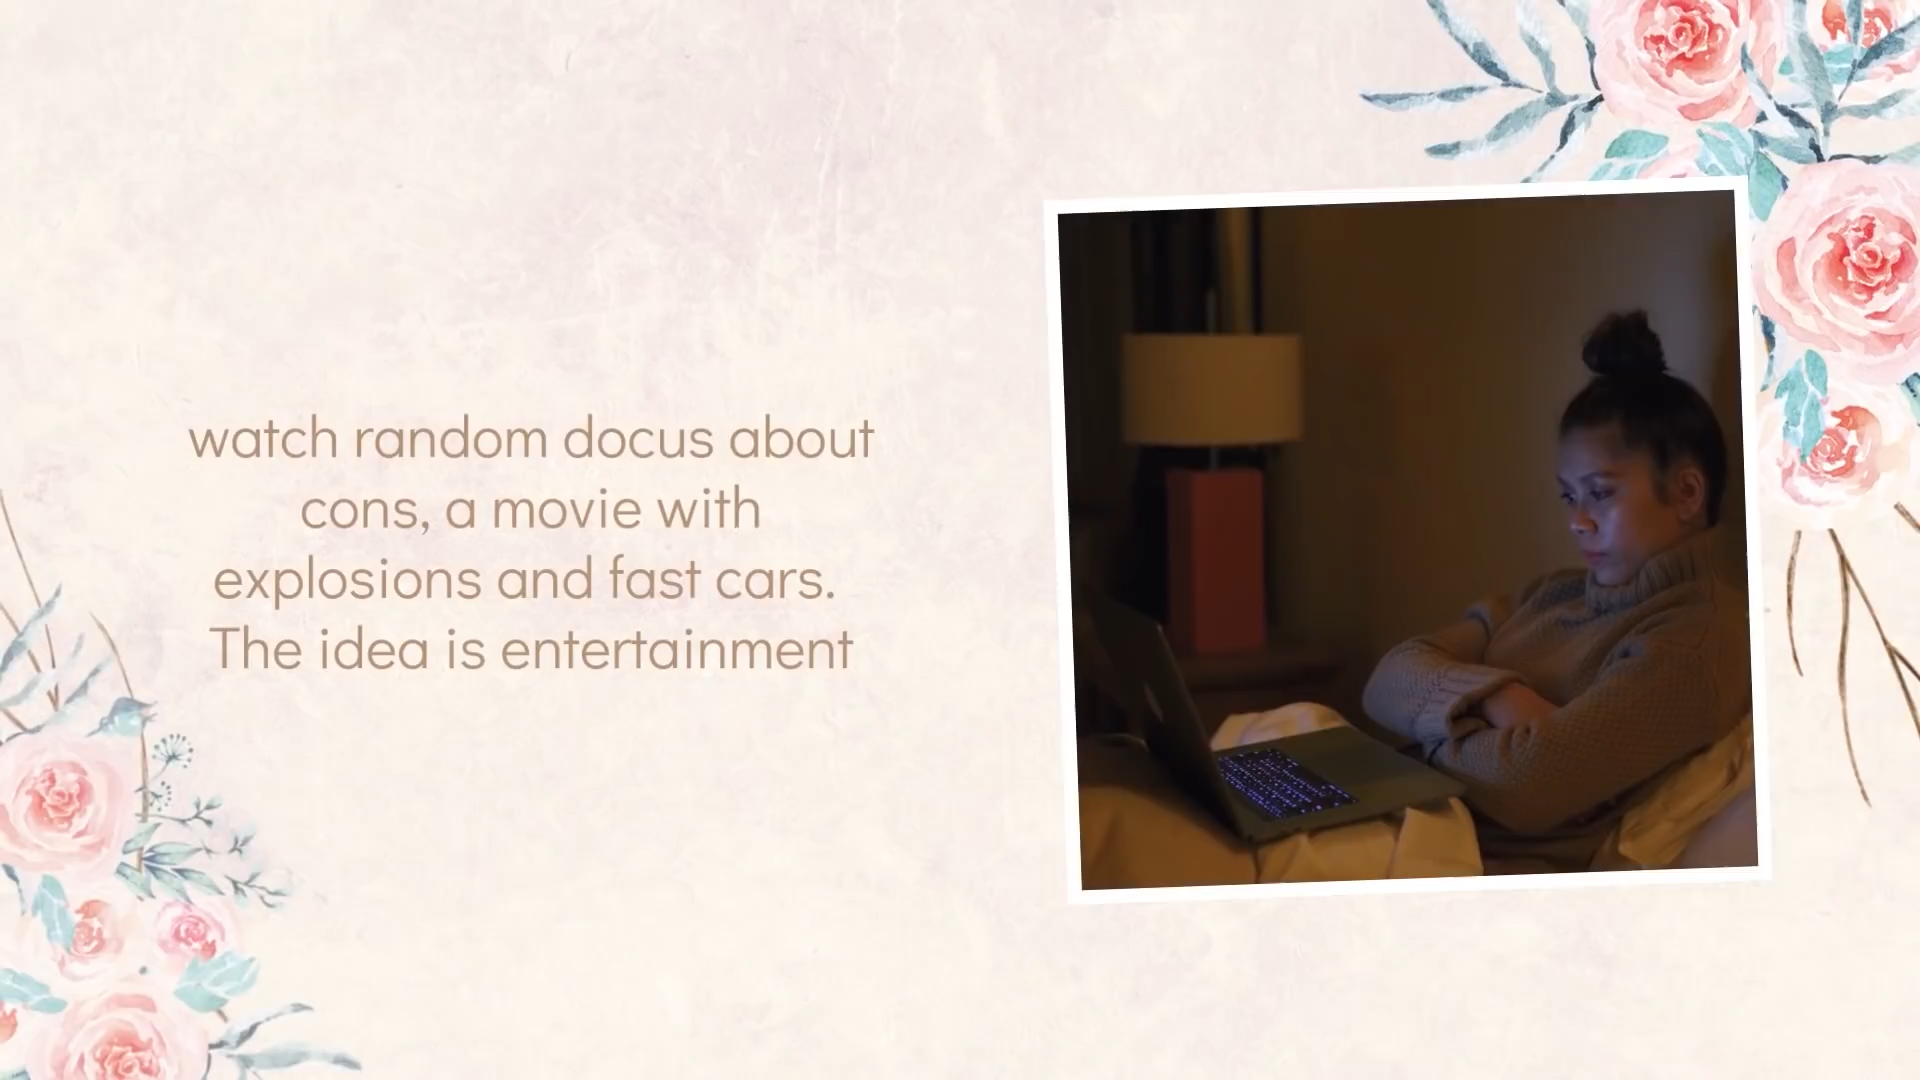 watch random docus about
cons, a movie with
explosions and fast cars.
The idea is entertainment